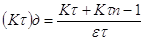 (Kτ)∂ = (Kτ + Kτn − 1) / ετ